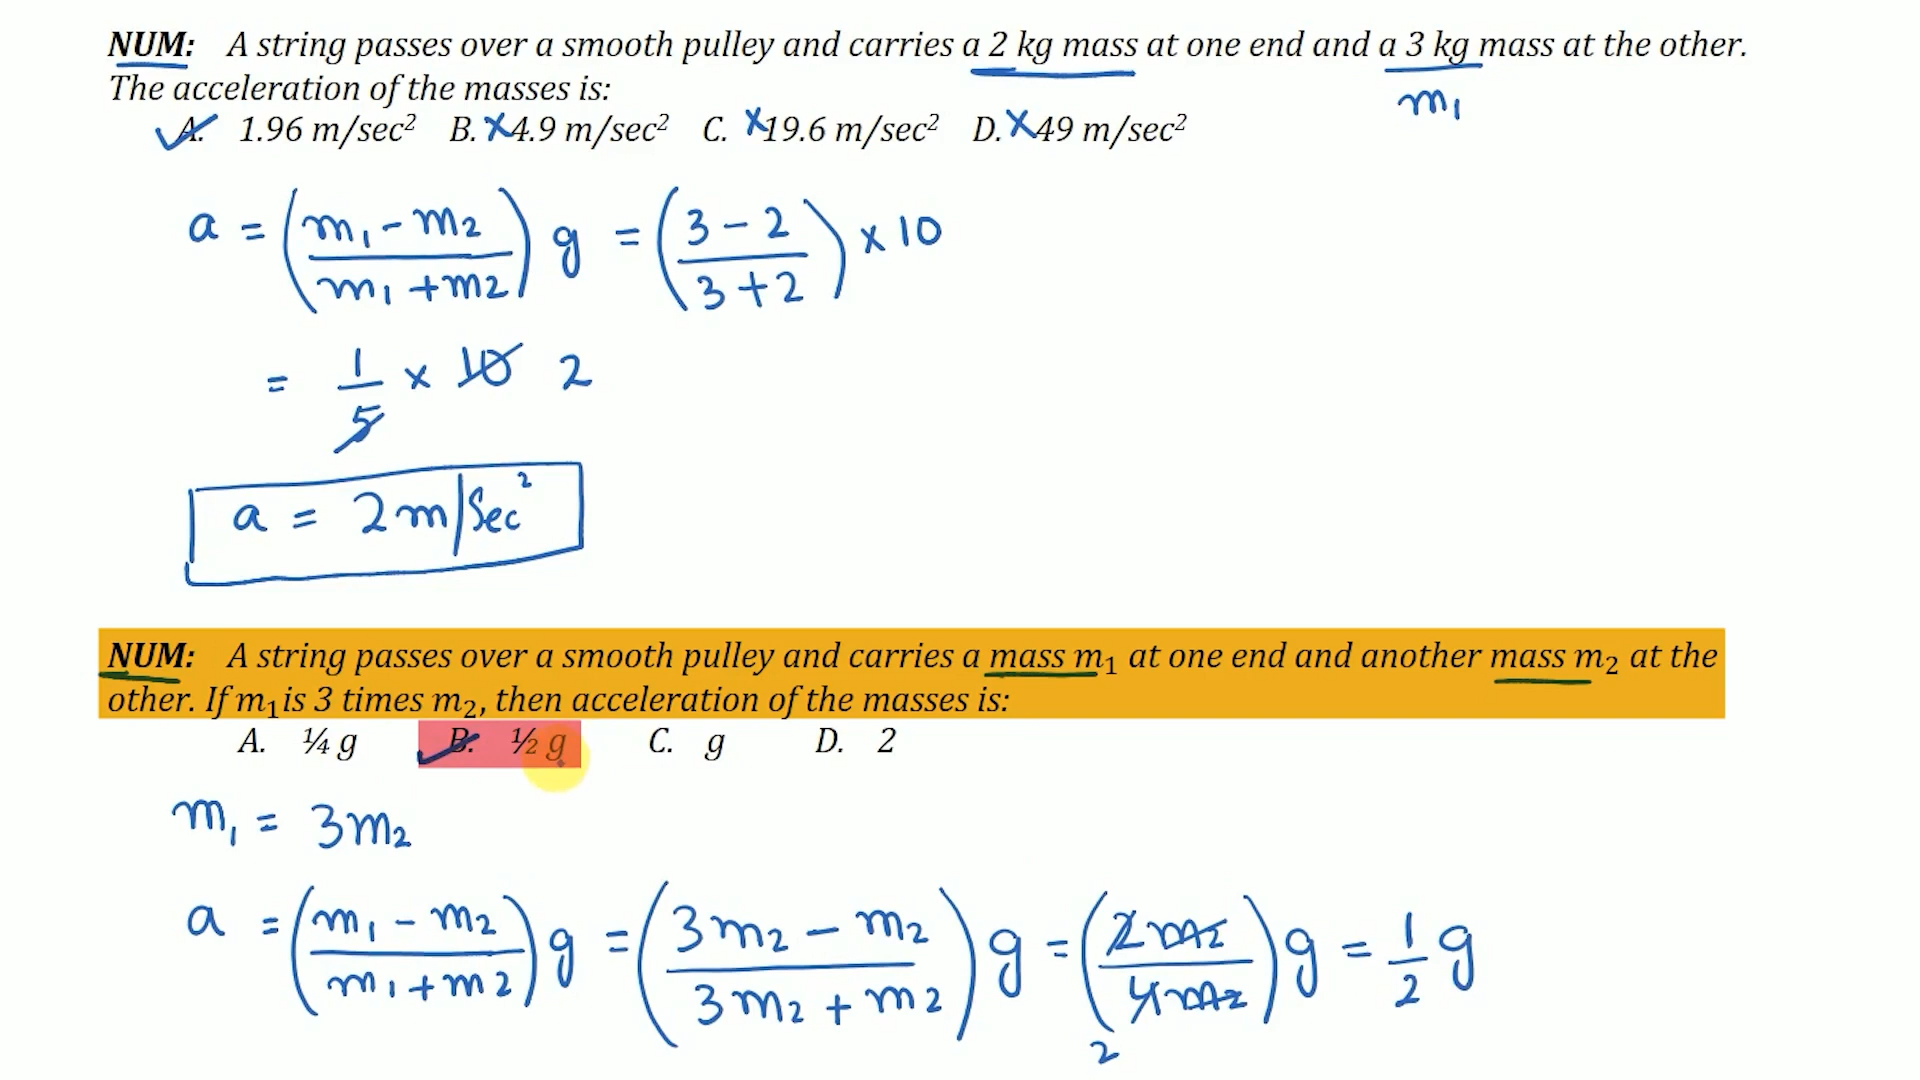 NUM: A string passes over a smooth pulley and carries a 2 kg mass at one end and a 3 kg mass at the other.
The acceleration of the masses is:
m₁
A. 1.96 m/sec² B. ×4.9 m/sec² C. ×19.6 m/sec² D. ×49 m/sec²
a = ((m₁ - m₂)/(m₁ + m₂)) g = ((3 - 2)/(3 + 2)) × 10
= 1/5 × 10 2
a = 2 m/Sec²
NUM: A string passes over a smooth pulley and carries a mass m₁ at one end and another mass m₂ at the
other. If m₁ is 3 times m₂, then acceleration of the masses is:
A. ¼ g B. ½ g C. g D. 2
m₁ = 3m₂
a = ((m₁ - m₂)/(m₁ + m₂)) g = ((3m₂ - m₂)/(3m₂ + m₂)) g = (2m₂/4m₂) g = 1/2 g
2